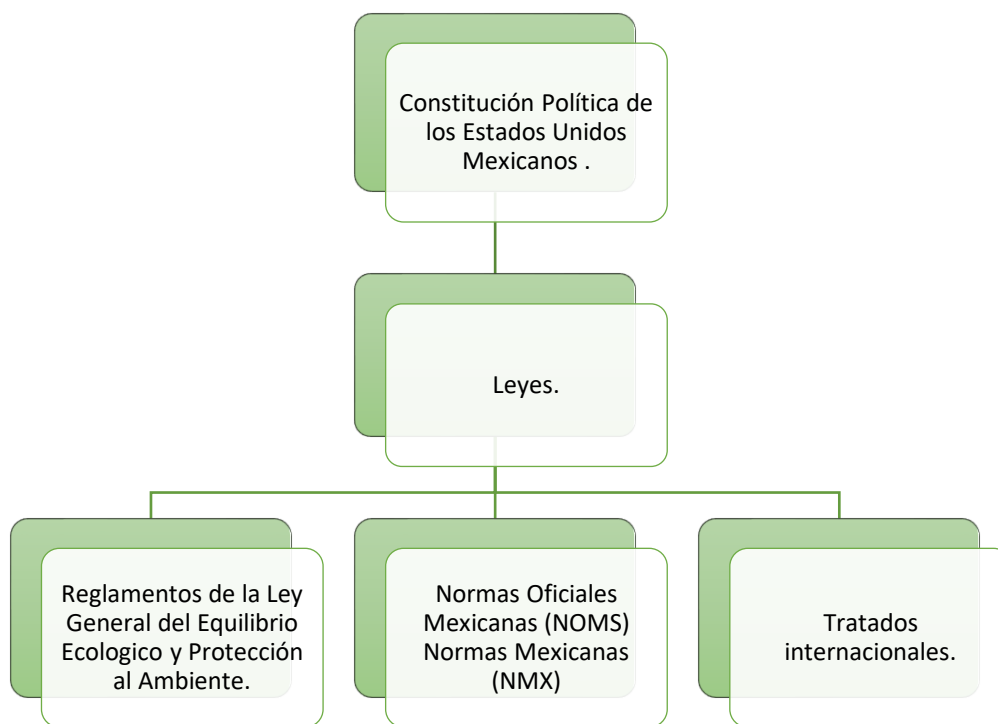 Constitución Política de
los Estados Unidos
Mexicanos .
Leyes.
Reglamentos de la Ley
General del Equilibrio
Ecologico y Protección
al Ambiente.
Normas Oficiales
Mexicanas (NOMS)
Normas Mexicanas
(NMX)
Tratados
internacionales.